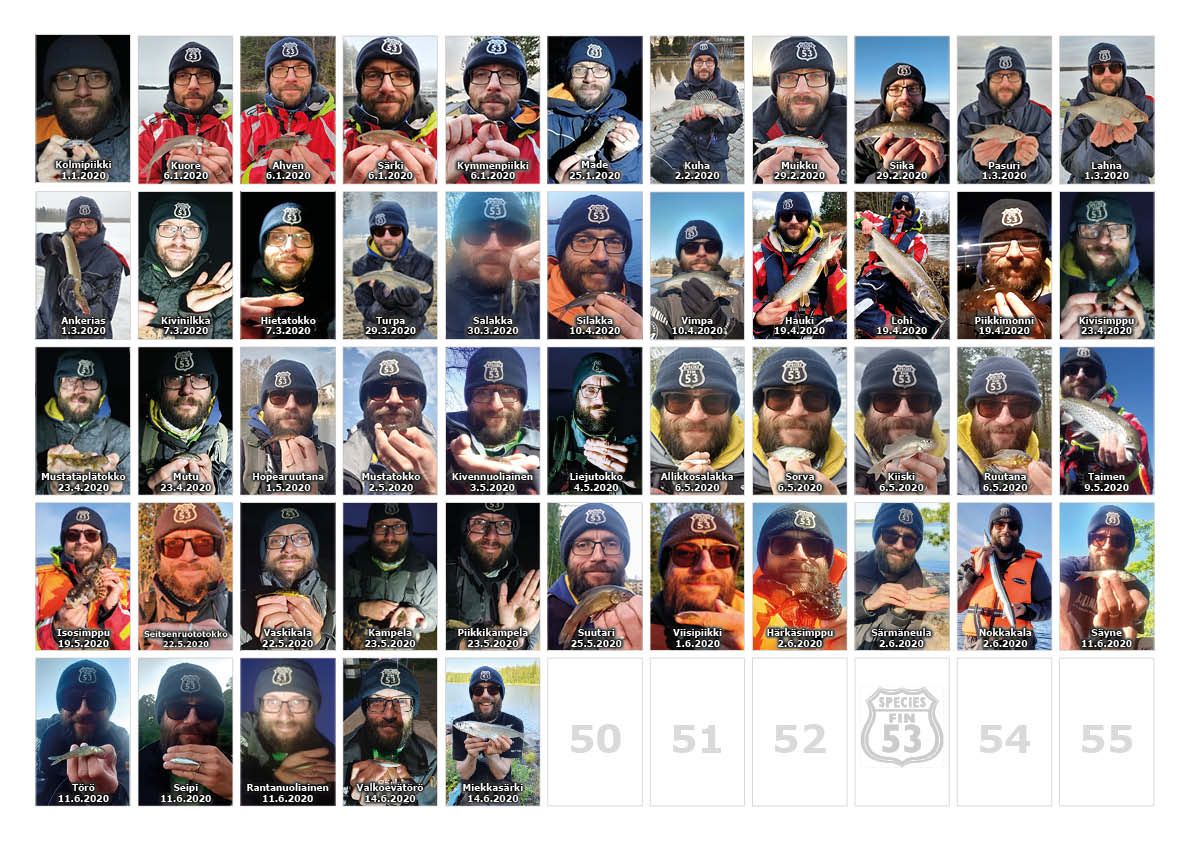 Kolmipiikki
1.1.2020
Kuore
6.1.2020
Ahven
6.1.2020
Särki
6.1.2020
Kymmenpiikki
6.1.2020
Made
25.1.2020
Kuha
2.2.2020
Muikku
29.2.2020
Siika
29.2.2020
Pasuri
1.3.2020
Lahna
1.3.2020
Ankerias
1.3.2020
Kivinilkka
7.3.2020
Hietatokko
7.3.2020
Turpa
29.3.2020
Salakka
30.3.2020
Silakka
10.4.2020
Vimpa
10.4.2020
Hauki
19.4.2020
Lohi
19.4.2020
Piikkimonni
19.4.2020
Kivisimppu
23.4.2020
Mustatäplätokko
23.4.2020
Mutu
23.4.2020
Hopearuutana
1.5.2020
Mustatokko
2.5.2020
Kivennuoliainen
3.5.2020
Liejutokko
4.5.2020
Allikkosalakka
6.5.2020
Sorva
6.5.2020
Kiiski
6.5.2020
Ruutana
6.5.2020
Taimen
9.5.2020
Isosimppu
19.5.2020
Seitsenruototokko
22.5.2020
Vaskikala
22.5.2020
Kampela
23.5.2020
Piikkikampela
23.5.2020
Suutari
25.5.2020
Viisipiikki
1.6.2020
Härkäsimppu
2.6.2020
Särmäneula
2.6.2020
Nokkakala
2.6.2020
Säyne
11.6.2020
Törö
11.6.2020
Seipi
11.6.2020
Rantanuoliainen
11.6.2020
Valkoevätörö
14.6.2020
Miekkasärki
14.6.2020
50
51
52
SPECIES
FIN
53
54
55